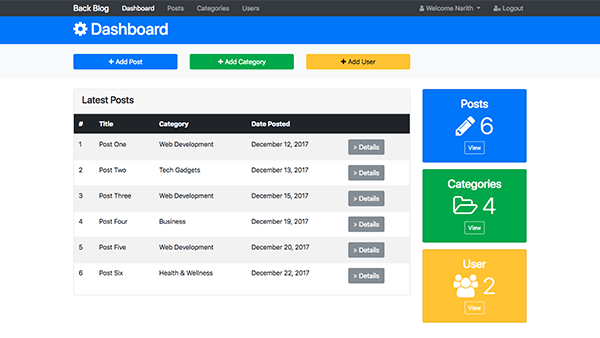 Back Blog Dashboard Posts Categories Users Welcome Narith Logout
Dashboard
+ Add Post + Add Category + Add User
Latest Posts
# Title Category Date Posted
1 Post One Web Development December 12, 2017 » Details
2 Post Two Tech Gadgets December 13, 2017 » Details
3 Post Three Web Development December 15, 2017 » Details
4 Post Four Business December 19, 2017 » Details
5 Post Five Web Development December 20, 2017 » Details
6 Post Six Health & Wellness December 22, 2017 » Details
Posts
6
View
Categories
4
View
User
2
View